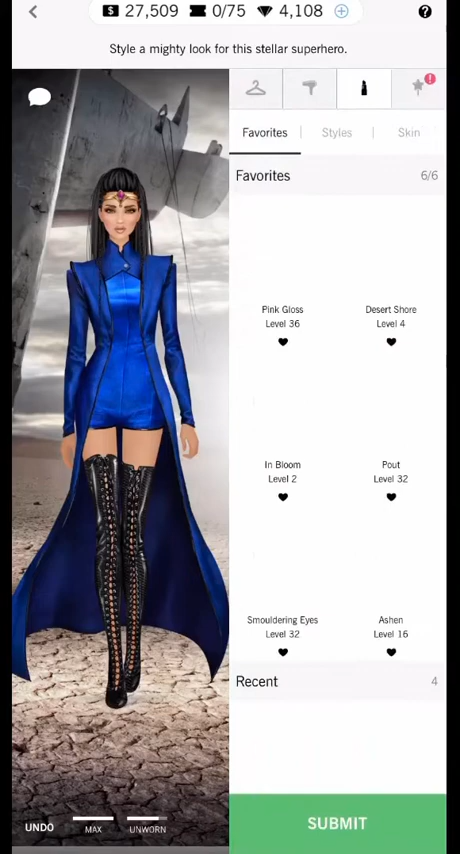 27,509 0/75 4,108
Style a mighty look for this stellar superhero.
Favorites | Styles | Skin
Favorites 6/6
Pink Gloss Desert Shore
Level 36 Level 4
In Bloom Pout
Level 2 Level 32
Smouldering Eyes Ashen
Level 32 Level 16
Recent 4
UNDO MAX UNWORN
SUBMIT